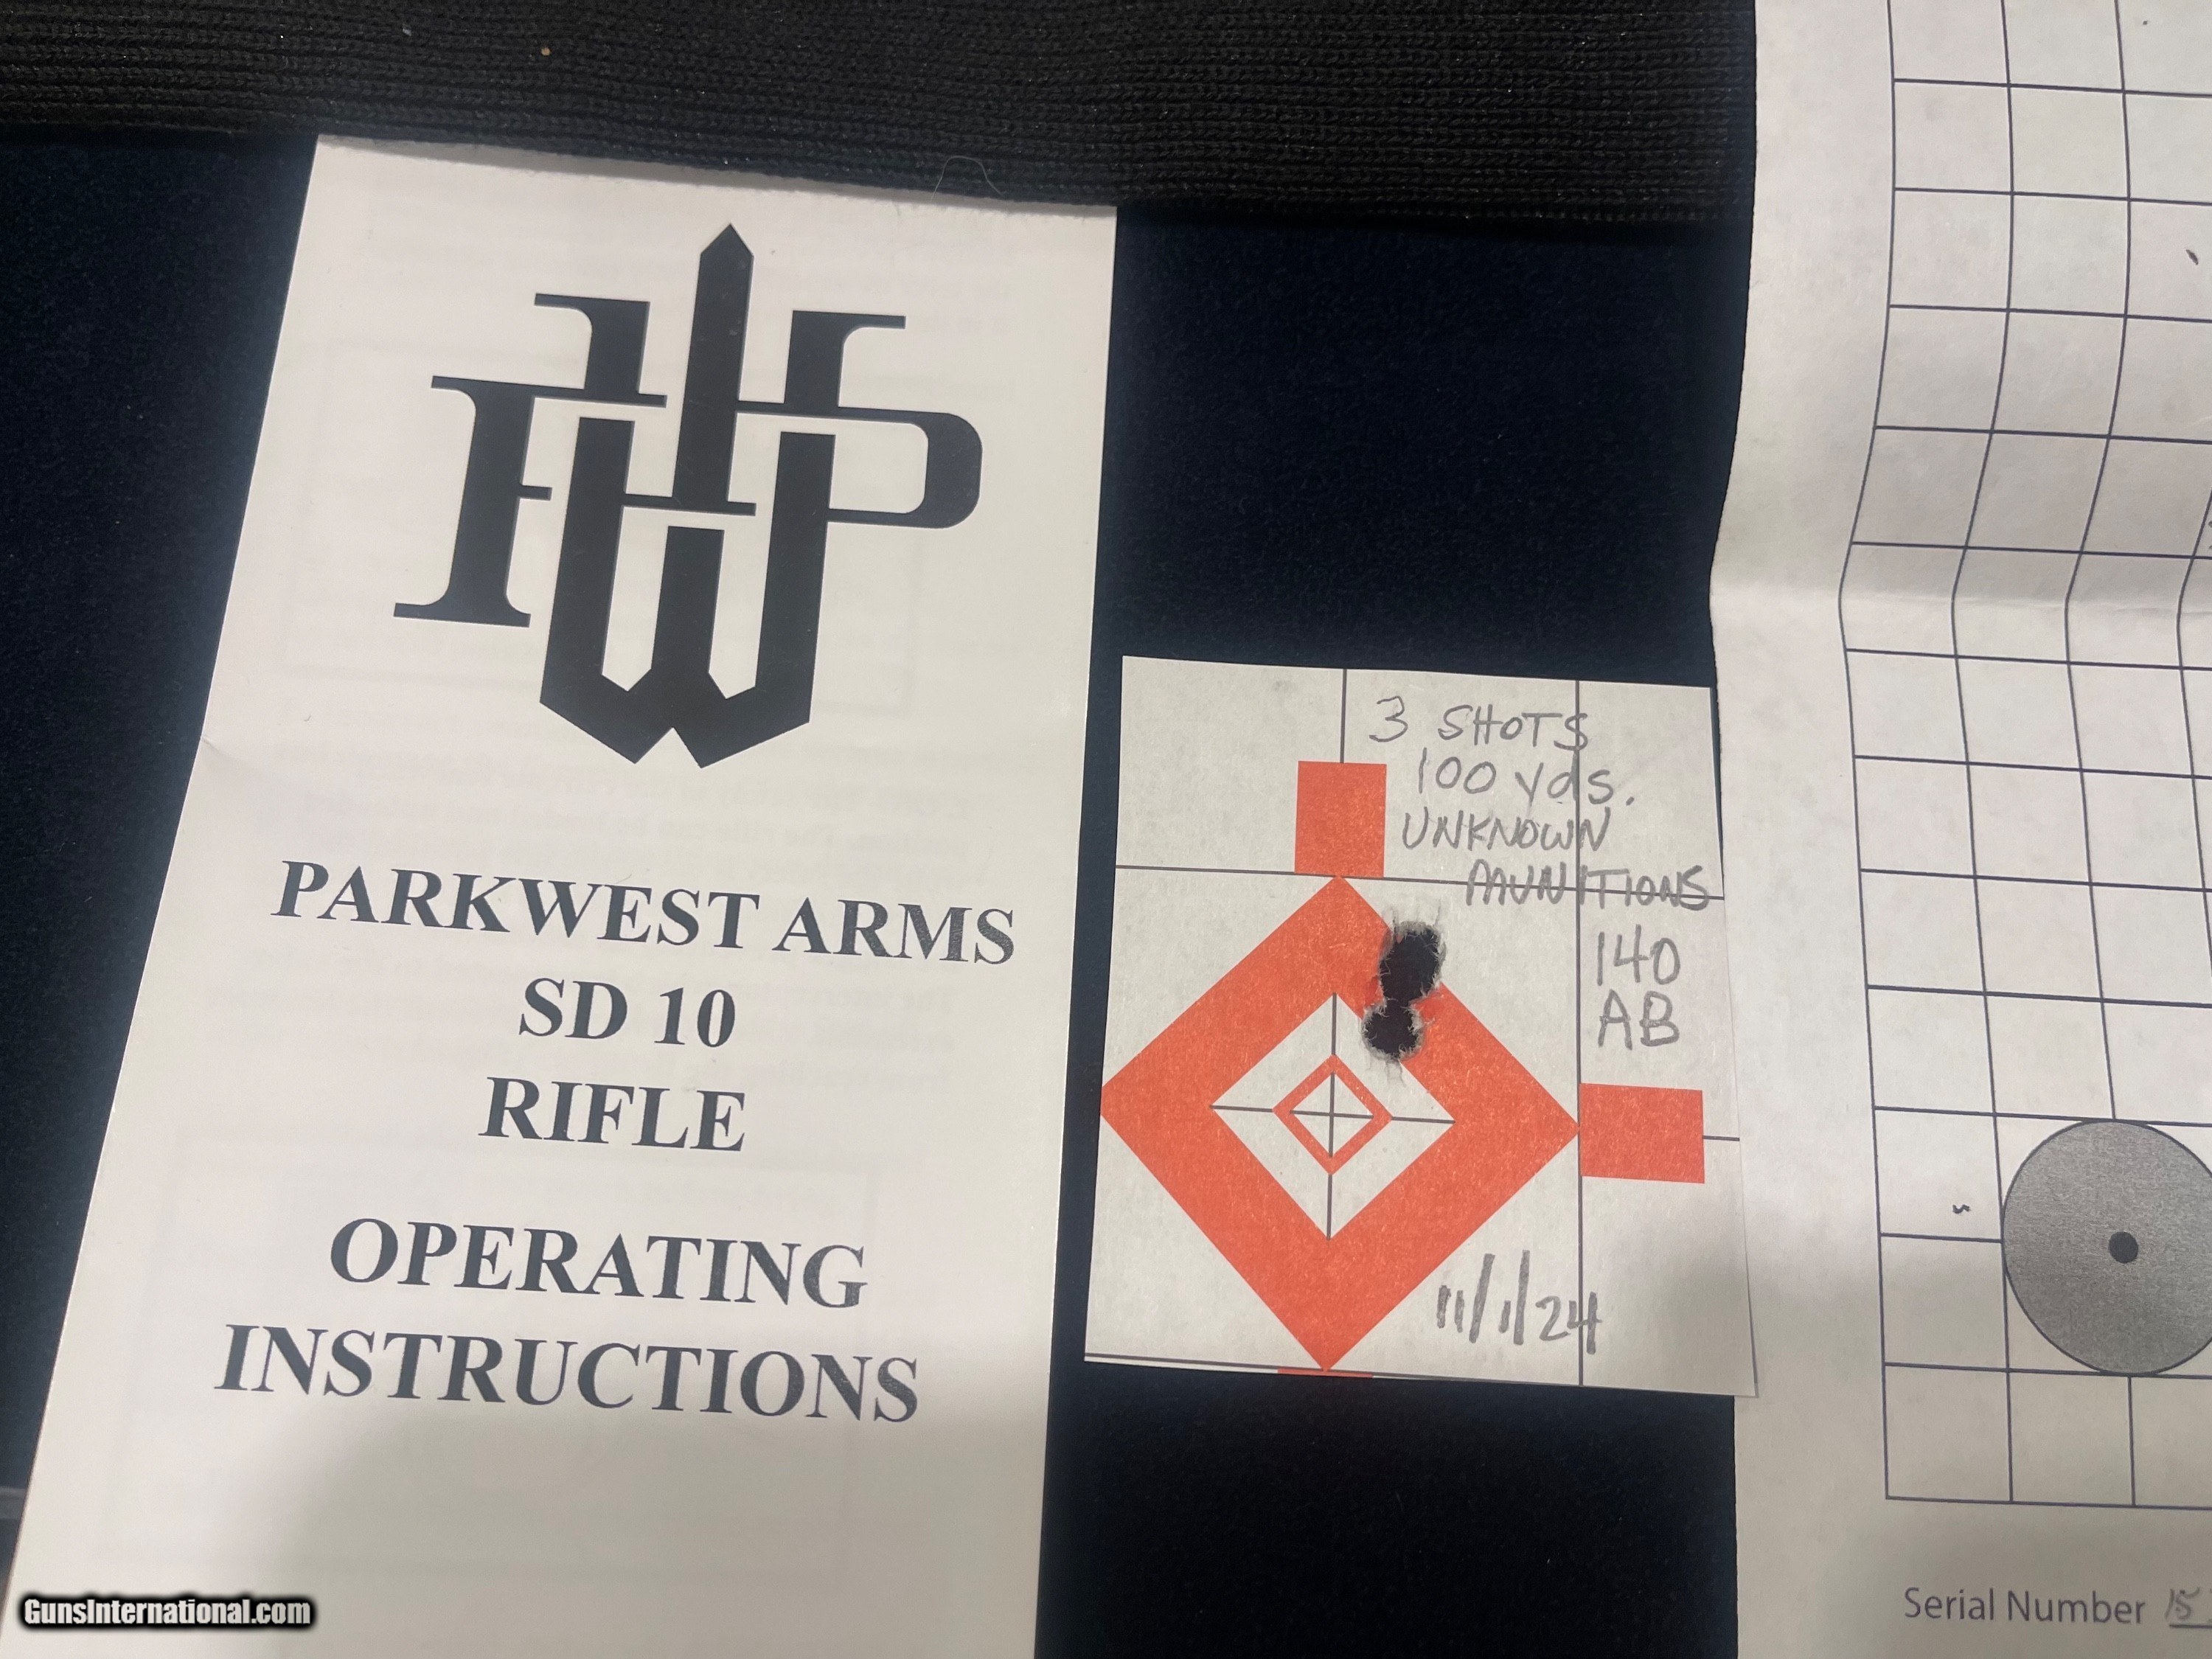 PARKWEST ARMS
SD 10
RIFLE
OPERATING
INSTRUCTIONS
3 SHOTS
100 yds.
UNKNOWN
MUNITIONS
140
AB
11/1/24
Serial Number 15
GunsInternational.com